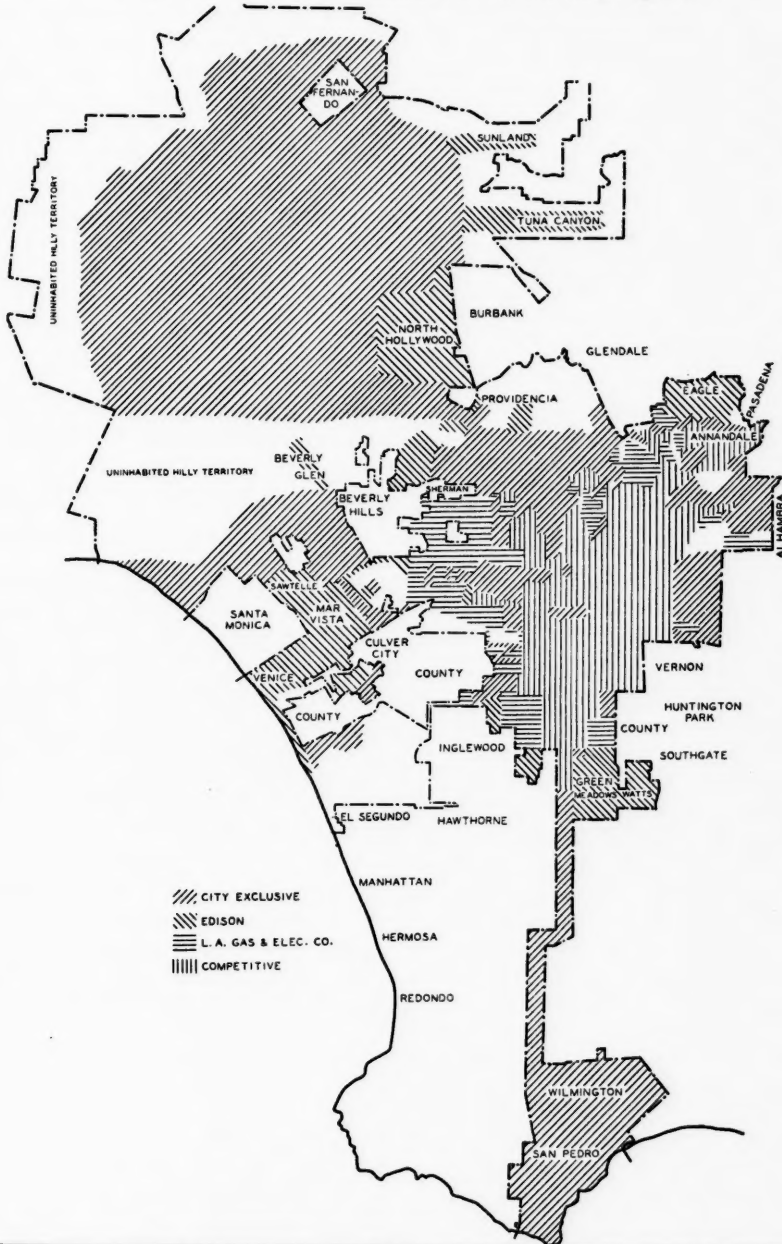 SAN
FERNAN-
DO
SUNLAND
TUNA CANYON
UNINHABITED HILLY TERRITORY
NORTH
HOLLYWOOD
BURBANK
GLENDALE
PROVIDENCIA
EAGLE
PASADENA
ANNANDALE
UNINHABITED HILLY TERRITORY
BEVERLY
GLEN
BEVERLY
HILLS
SHERMAN
ALHAMBRA
SAWTELLE
SANTA
MONICA
MAR
VISTA
CULVER
CITY
VENICE
COUNTY
COUNTY
VERNON
HUNTINGTON
PARK
COUNTY
INGLEWOOD
SOUTHGATE
GREEN
MEADOWS WATTS
EL SEGUNDO
HAWTHORNE
MANHATTAN
CITY EXCLUSIVE
EDISON
L. A. GAS & ELEC. CO.
COMPETITIVE
HERMOSA
REDONDO
WILMINGTON
SAN PEDRO